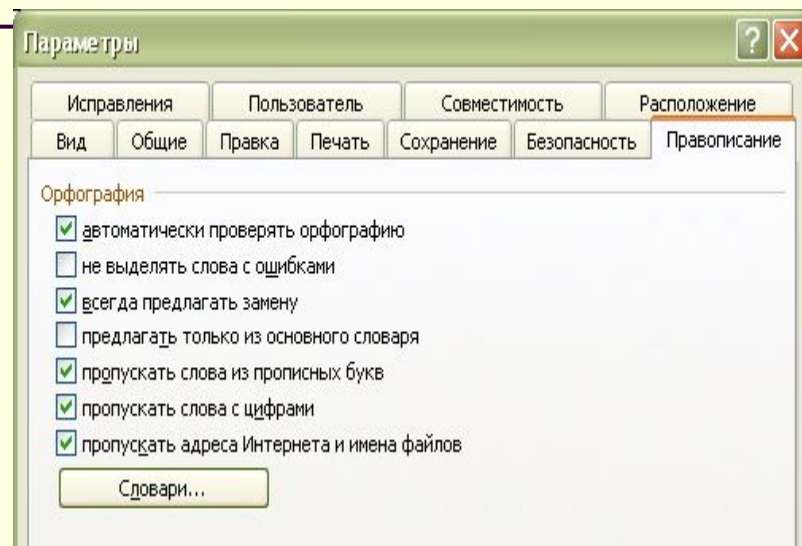 Параметры
Исправления Пользователь Совместимость Расположение
Вид Общие Правка Печать Сохранение Безопасность Правописание
Орфография
автоматически проверять орфографию
не выделять слова с ошибками
всегда предлагать замену
предлагать только из основного словаря
пропускать слова из прописных букв
пропускать слова с цифрами
пропускать адреса Интернета и имена файлов
Словари...